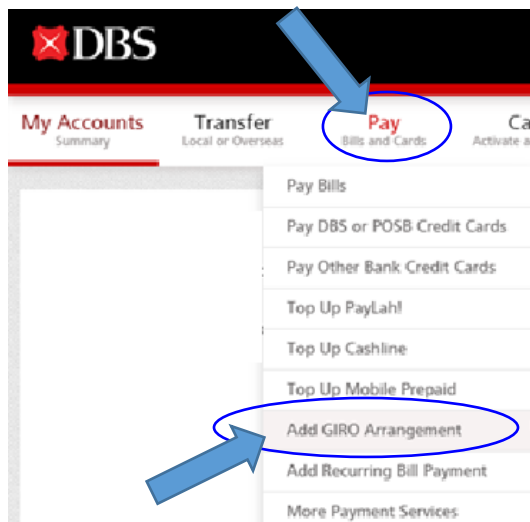 DBS
My Accounts Transfer Pay Ca
Summary Local or Overseas Bills and Cards Activate a
Pay Bills
Pay DBS or POSB Credit Cards
Pay Other Bank Credit Cards
Top Up PayLah!
Top Up Cashline
Top Up Mobile Prepaid
Add GIRO Arrangement
Add Recurring Bill Payment
More Payment Services